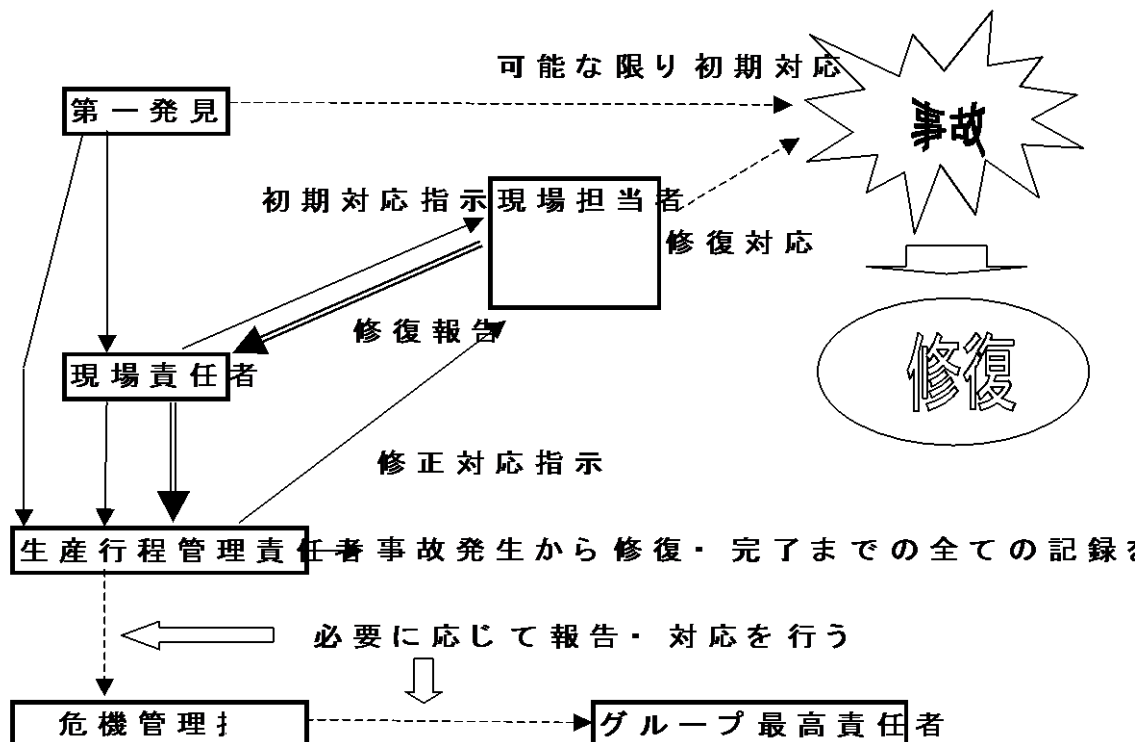 可能な限り初期対応
第一発見
事故
初期対応指示
現場担当者
修復対応
修復報告
現場責任者
修復
修正対応指示
生産行程管理責任者
事故発生から修復・完了までの全ての記録を
必要に応じて報告・対応を行う
危機管理
グループ最高責任者